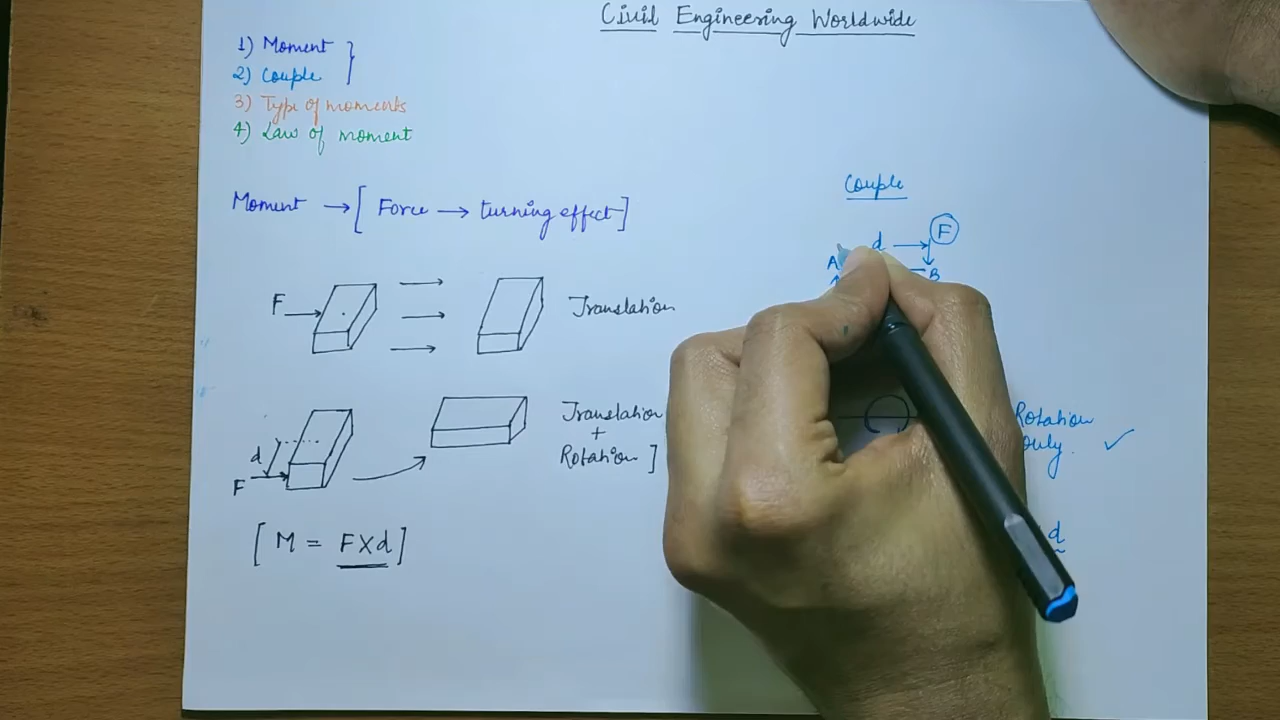 Civil Engineering Worldwide
1) Moment
2) Couple
3) Type of moments
4) Law of moment
Moment → [ Force → turning effect ]
F
Translation
d
F
Translation
+
Rotation ]
[ M = F X d ]
Couple
d → F
A
B
Rotation
only. ✓
d